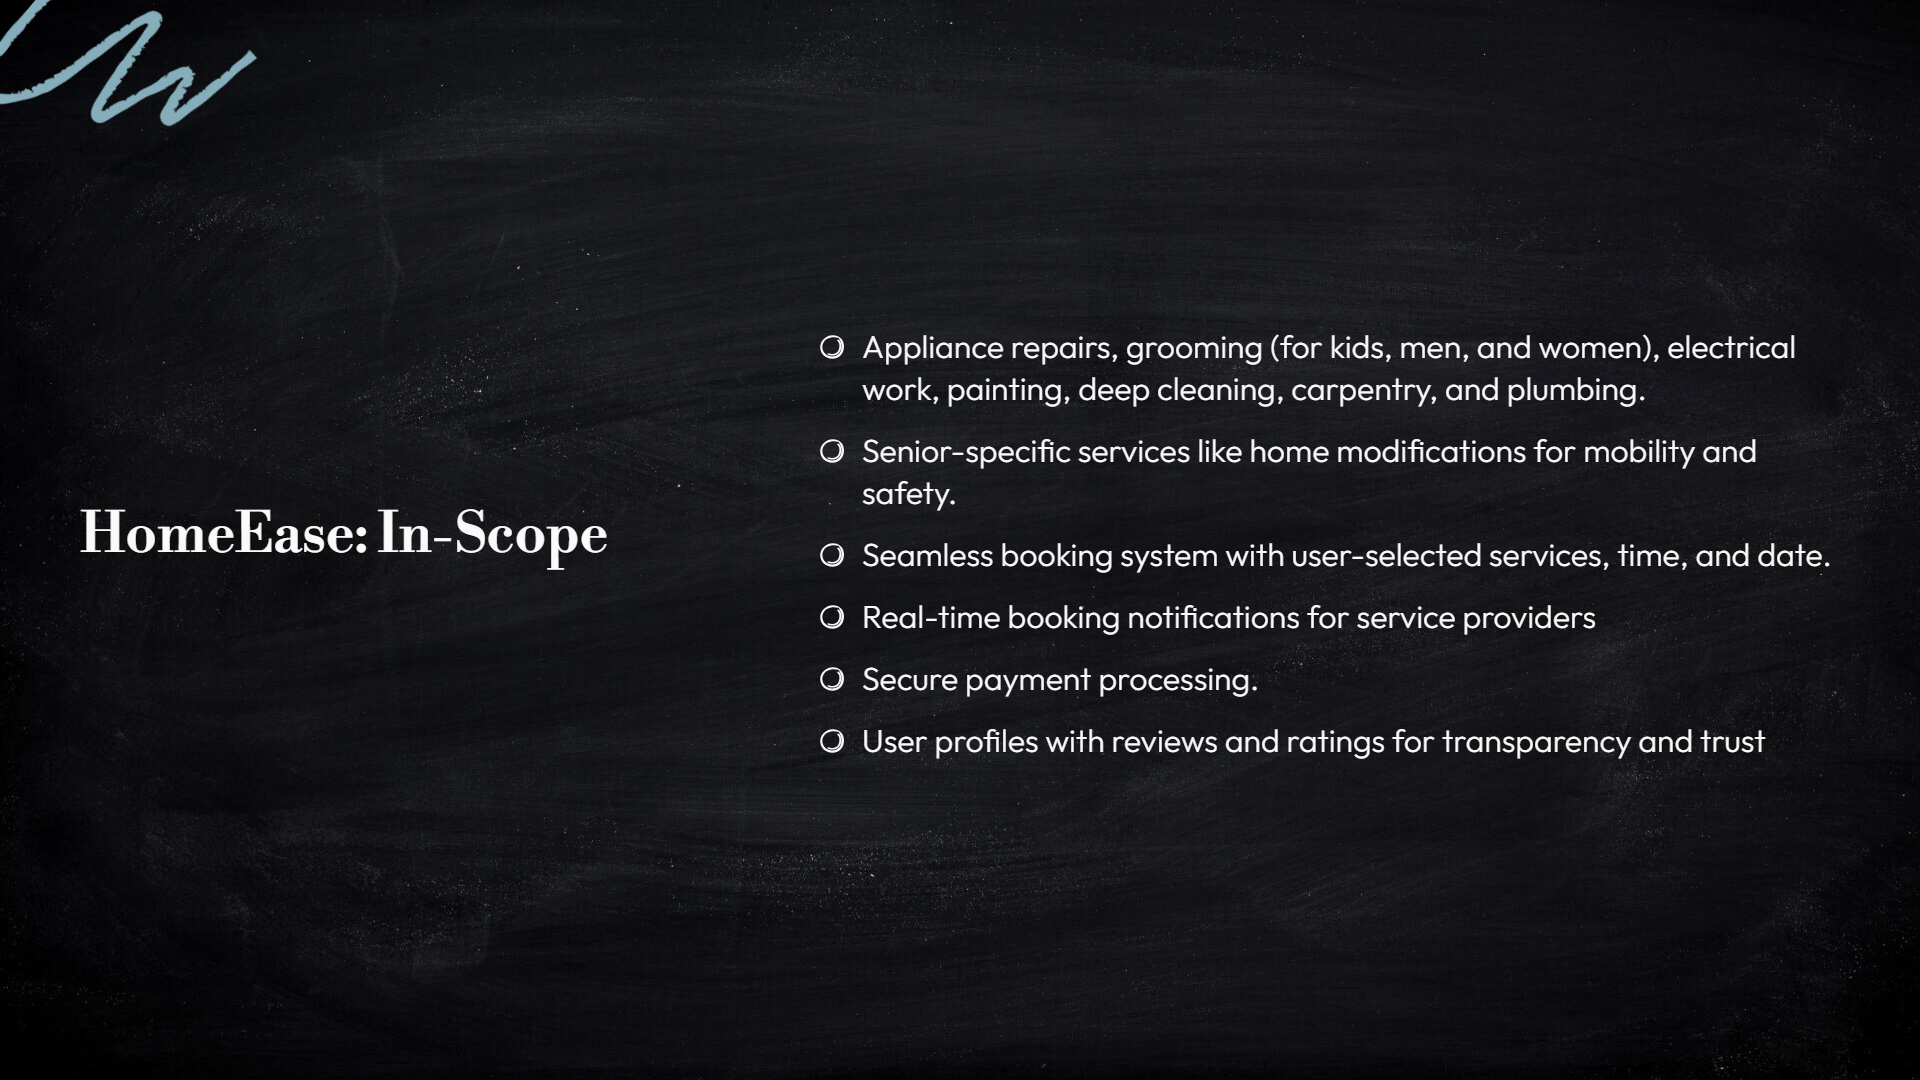 HomeEase: In-Scope
Appliance repairs, grooming (for kids, men, and women), electrical
work, painting, deep cleaning, carpentry, and plumbing.
Senior-specific services like home modifications for mobility and
safety.
Seamless booking system with user-selected services, time, and date.
Real-time booking notifications for service providers
Secure payment processing.
User profiles with reviews and ratings for transparency and trust